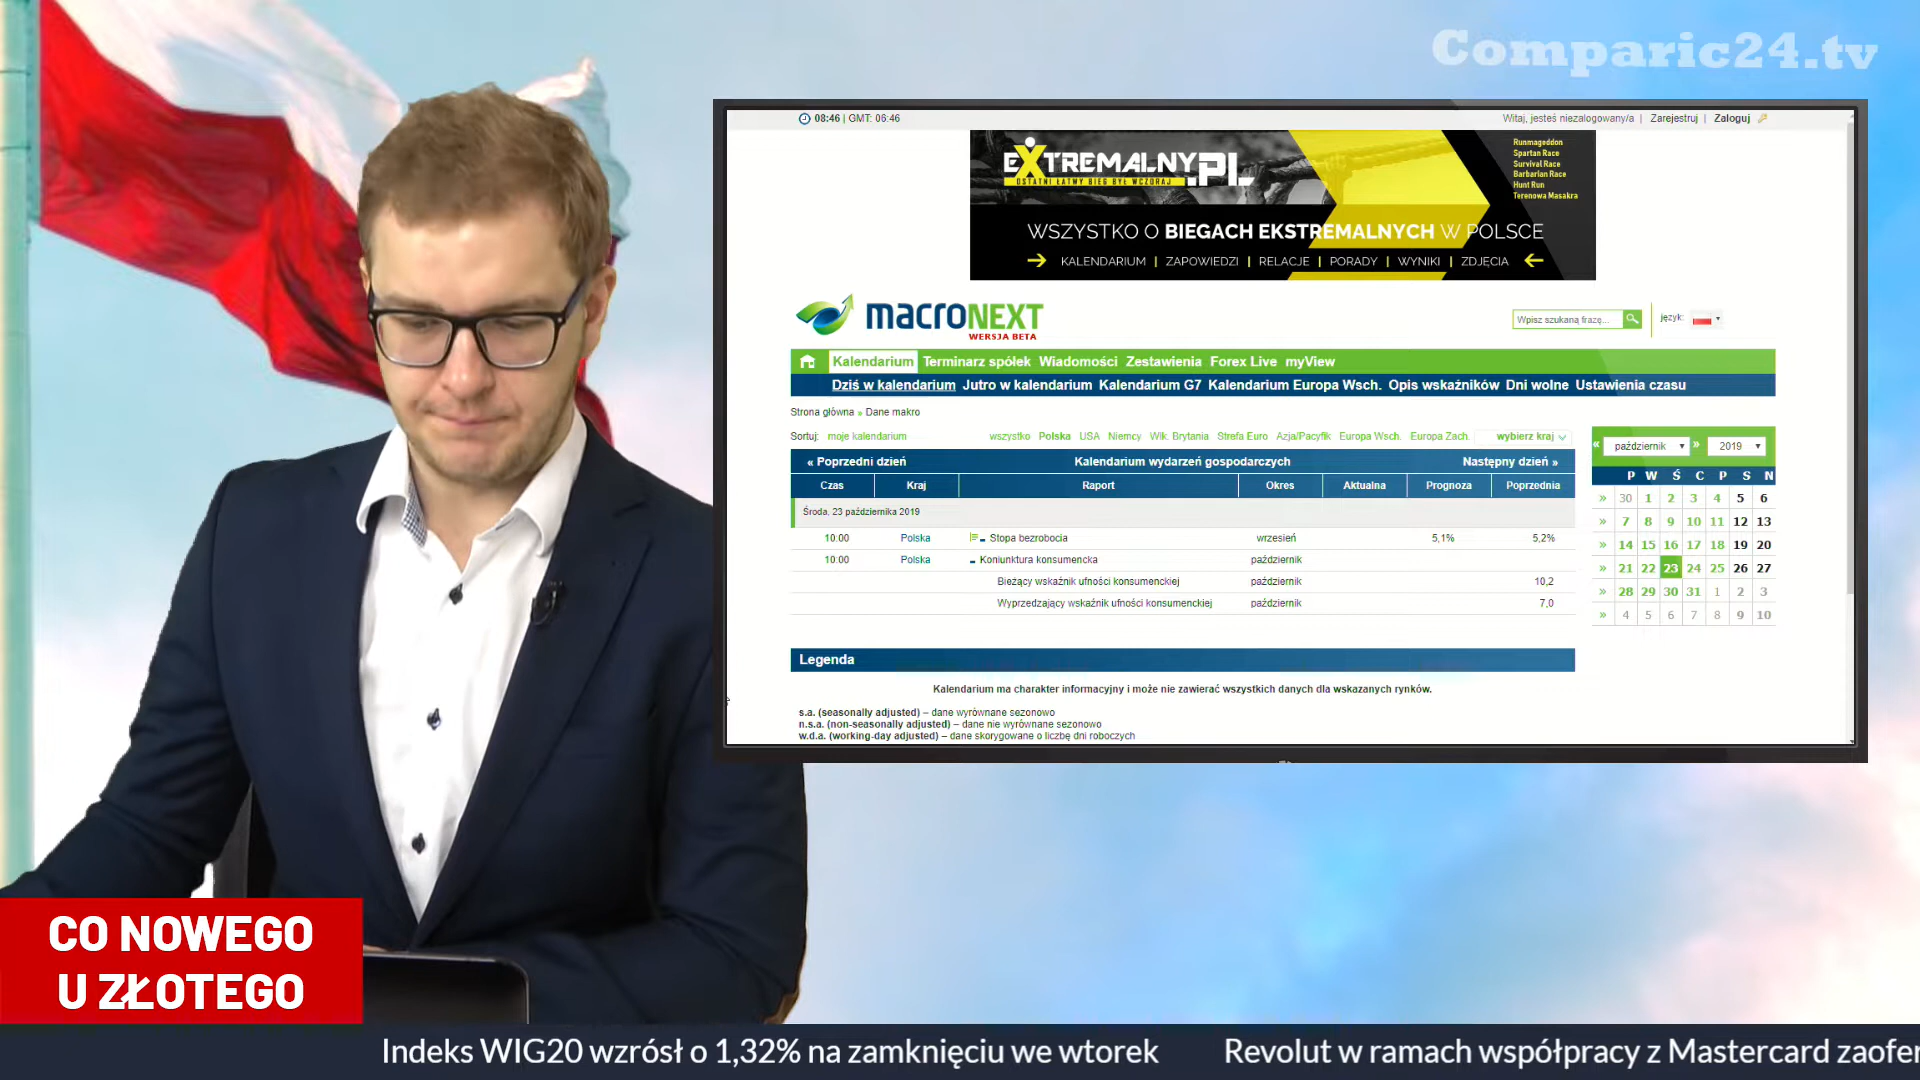 Comparic24.tv
08:46 | GMT: 06:46
Witaj, jesteś niezalogowany/a | Zarejestruj | Zaloguj
EXTREMALNY.PL
OSTATNI ŁATWY BIEG BYŁ WCZORAJ
Runmageddon
Spartan Race
Survival Race
Barbarian Race
Hunt Run
Terenowa Masakra
WSZYSTKO O BIEGACH EKSTREMALNYCH W POLSCE
KALENDARIUM | ZAPOWIEDZI | RELACJE | PORADY | WYNIKI | ZDJĘCIA
macroNEXT
WERSJA BETA
Wpisz szukaną frazę...
język:
Kalendarium Terminarz spółek Wiadomości Zestawienia Forex Live myView
Dziś w kalendarium Jutro w kalendarium Kalendarium G7 Kalendarium Europa Wsch. Opis wskaźników Dni wolne Ustawienia czasu
Strona główna » Dane makro
Sortuj: moje kalendarium wszystko Polska USA Niemcy Wlk. Brytania Strefa Euro Azja/Pacyfik Europa Wsch. Europa Zach. wybierz kraj
« Poprzedni dzień Kalendarium wydarzeń gospodarczych Następny dzień »
Czas Kraj Raport Okres Aktualna Prognoza Poprzednia
Środa, 23 października 2019
10:00 Polska Stopa bezrobocia wrzesień 5,1% 5,2%
10:00 Polska Koniunktura konsumencka październik
Bieżący wskaźnik ufności konsumenckiej październik 10,2
Wyprzedzający wskaźnik ufności konsumenckiej październik 7,0
« październik » 2019
P W Ś C P S N
» 30 1 2 3 4 5 6
» 7 8 9 10 11 12 13
» 14 15 16 17 18 19 20
» 21 22 23 24 25 26 27
» 28 29 30 31 1 2 3
» 4 5 6 7 8 9 10
Legenda
Kalendarium ma charakter informacyjny i może nie zawierać wszystkich danych dla wskazanych rynków.
s.a. (seasonally adjusted) – dane wyrównane sezonowo
n.s.a. (non-seasonally adjusted) – dane nie wyrównane sezonowo
w.d.a. (working-day adjusted) – dane skorygowane o liczbę dni roboczych
CO NOWEGO
U ZŁOTEGO
Indeks WIG20 wzrósł o 1,32% na zamknięciu we wtorek Revolut w ramach współpracy z Mastercard zaofer